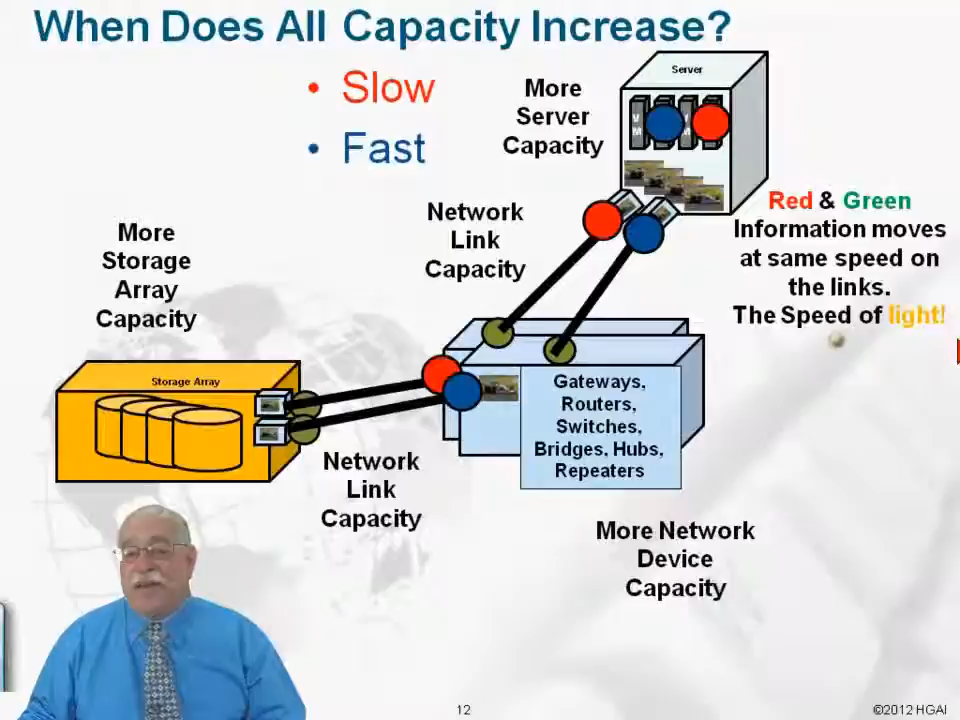 When Does All Capacity Increase?
• Slow
• Fast
More
Server
Capacity
Server
V
M
M
Network
Link
Capacity
Red & Green
Information moves
at same speed on
the links.
The Speed of light!
More
Storage
Array
Capacity
Storage Array
Gateways,
Routers,
Switches,
Bridges, Hubs,
Repeaters
Network
Link
Capacity
More Network
Device
Capacity
12
©2012 HGAI